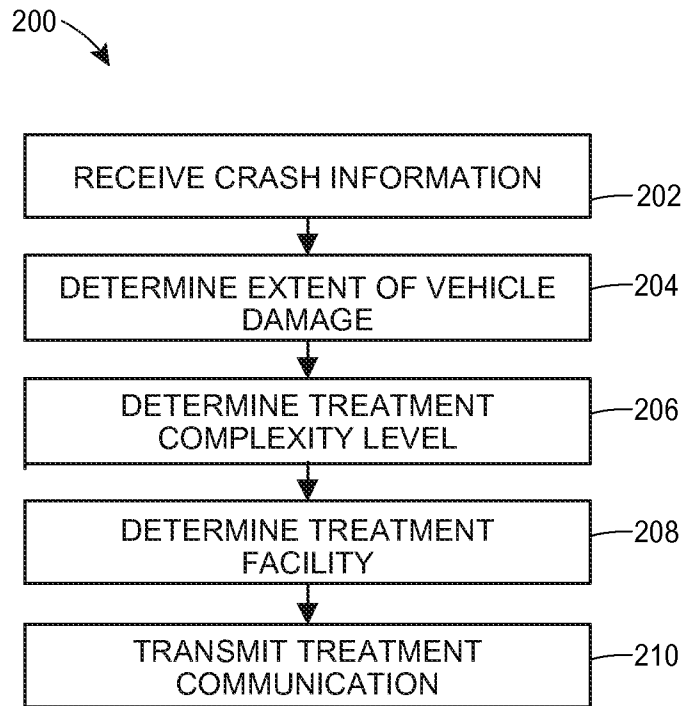 200
RECEIVE CRASH INFORMATION
202
DETERMINE EXTENT OF VEHICLE
DAMAGE
204
DETERMINE TREATMENT
COMPLEXITY LEVEL
206
DETERMINE TREATMENT
FACILITY
208
TRANSMIT TREATMENT
COMMUNICATION
210